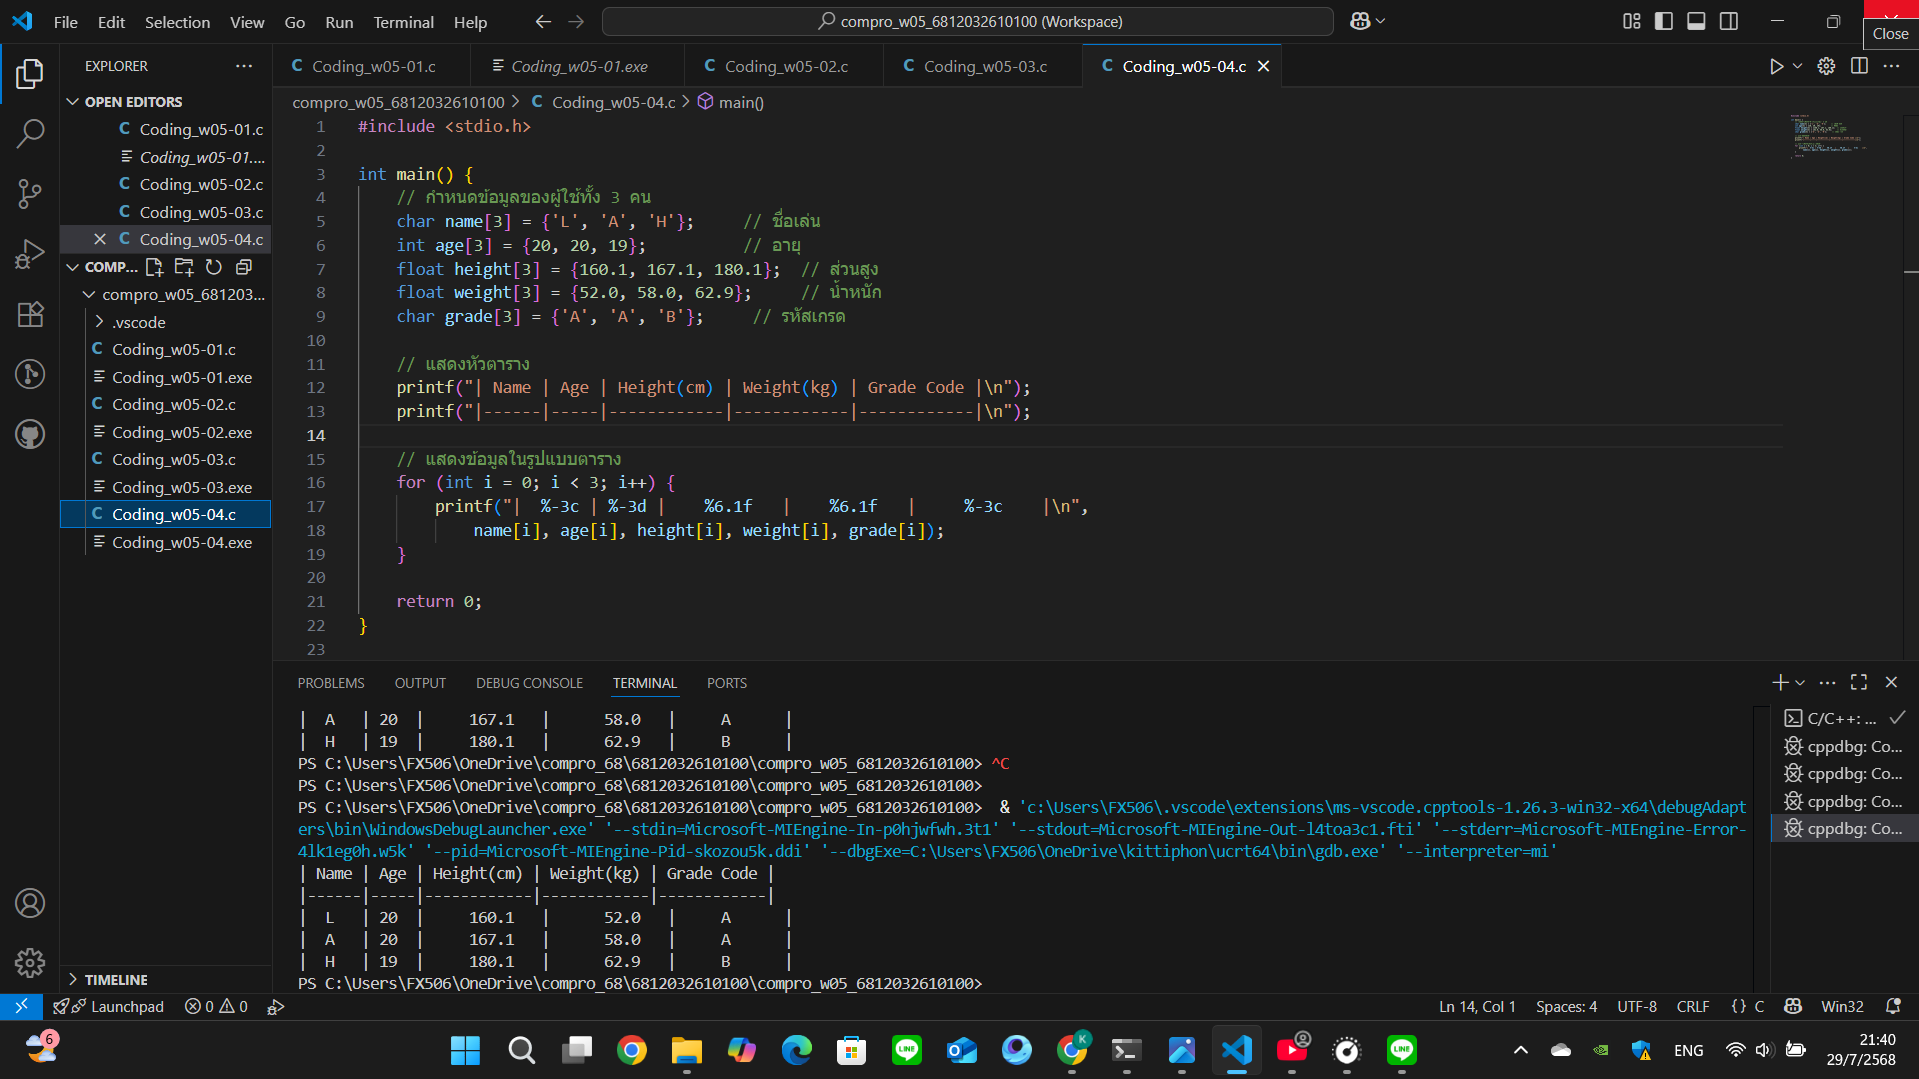 File Edit Selection View Go Run Terminal Help
compro_w05_6812032610100 (Workspace)
Close
EXPLORER
OPEN EDITORS
Coding_w05-01.c
Coding_w05-01....
Coding_w05-02.c
Coding_w05-03.c
Coding_w05-04.c
COMP...
compro_w05_681203...
.vscode
Coding_w05-01.c
Coding_w05-01.exe
Coding_w05-02.c
Coding_w05-02.exe
Coding_w05-03.c
Coding_w05-03.exe
Coding_w05-04.c
Coding_w05-04.exe
TIMELINE
Coding_w05-01.c Coding_w05-01.exe Coding_w05-02.c Coding_w05-03.c Coding_w05-04.c
compro_w05_6812032610100 > C Coding_w05-04.c > main()
1 #include <stdio.h>
2
3 int main() {
4 // กำหนดข้อมูลของผู้ใช้ทั้ง 3 คน
5 char name[3] = {'L', 'A', 'H'}; // ชื่อเล่น
6 int age[3] = {20, 20, 19}; // อายุ
7 float height[3] = {160.1, 167.1, 180.1}; // ส่วนสูง
8 float weight[3] = {52.0, 58.0, 62.9}; // น้ำหนัก
9 char grade[3] = {'A', 'A', 'B'}; // รหัสเกรด
10
11 // แสดงหัวตาราง
12 printf("| Name | Age | Height(cm) | Weight(kg) | Grade Code |\n");
13 printf("|------|-----|------------|------------|------------|\n");
14
15 // แสดงข้อมูลในรูปแบบตาราง
16 for (int i = 0; i < 3; i++) {
17 printf("|  %-3c | %-3d |    %6.1f   |    %6.1f   |     %-3c    |\n",
18 name[i], age[i], height[i], weight[i], grade[i]);
19 }
20
21 return 0;
22 }
23
PROBLEMS OUTPUT DEBUG CONSOLE TERMINAL PORTS
|  A   | 20  |     167.1   |      58.0   |     A      |
|  H   | 19  |     180.1   |      62.9   |     B      |
PS C:\Users\FX506\OneDrive\compro_68\6812032610100\compro_w05_6812032610100> ^C
PS C:\Users\FX506\OneDrive\compro_68\6812032610100\compro_w05_6812032610100>
PS C:\Users\FX506\OneDrive\compro_68\6812032610100\compro_w05_6812032610100>  & 'c:\Users\FX506\.vscode\extensions\ms-vscode.cpptools-1.26.3-win32-x64\debugAdapt
ers\bin\WindowsDebugLauncher.exe' '--stdin=Microsoft-MIEngine-In-p0hjwfwh.3t1' '--stdout=Microsoft-MIEngine-Out-l4toa3c1.fti' '--stderr=Microsoft-MIEngine-Error-
4lk1eg0h.w5k' '--pid=Microsoft-MIEngine-Pid-skozou5k.ddi' '--dbgExe=C:\Users\FX506\OneDrive\kittiphon\ucrt64\bin\gdb.exe' '--interpreter=mi'
| Name | Age | Height(cm) | Weight(kg) | Grade Code |
|------|-----|------------|------------|------------|
|  L   | 20  |     160.1   |      52.0   |     A      |
|  A   | 20  |     167.1   |      58.0   |     A      |
|  H   | 19  |     180.1   |      62.9   |     B      |
PS C:\Users\FX506\OneDrive\compro_68\6812032610100\compro_w05_6812032610100>
C/C++: ...
cppdbg: Co...
cppdbg: Co...
cppdbg: Co...
cppdbg: Co...
Launchpad 0 0 Ln 14, Col 1 Spaces: 4 UTF-8 CRLF {} C Win32
6 ENG 21:40
29/7/2568